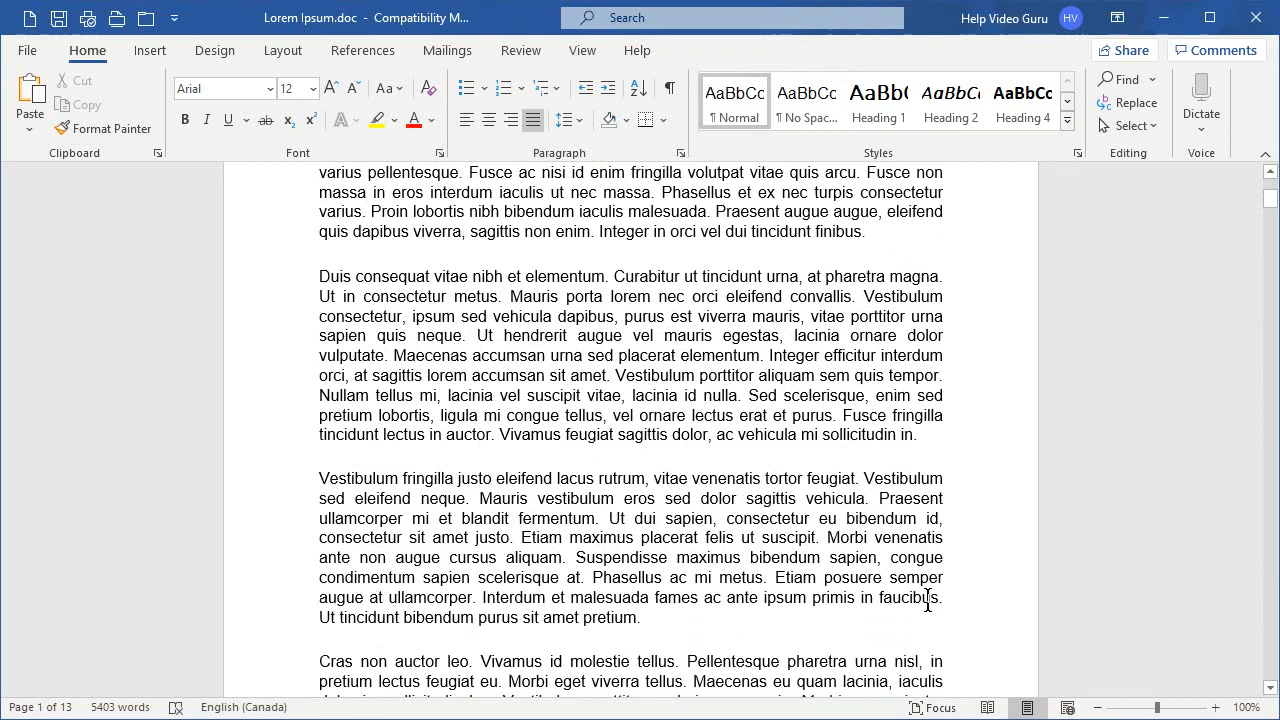 Lorem Ipsum.doc - Compatibility M...
Search
Help Video Guru
HV
File
Home
Insert
Design
Layout
References
Mailings
Review
View
Help
Share
Comments
Paste
Cut
Copy
Format Painter
Clipboard
Arial
12
Font
Paragraph
AaBbCc
¶ Normal
AaBbCc
¶ No Spac...
AaBb(
Heading 1
AaBbC
Heading 2
AaBbCc
Heading 4
Styles
Find
Replace
Select
Editing
Dictate
Voice
varius pellentesque. Fusce ac nisi id enim fringilla volutpat vitae quis arcu. Fusce non
massa in eros interdum iaculis ut nec massa. Phasellus et ex nec turpis consectetur
varius. Proin lobortis nibh bibendum iaculis malesuada. Praesent augue augue, eleifend
quis dapibus viverra, sagittis non enim. Integer in orci vel dui tincidunt finibus.
Duis consequat vitae nibh et elementum. Curabitur ut tincidunt urna, at pharetra magna.
Ut in consectetur metus. Mauris porta lorem nec orci eleifend convallis. Vestibulum
consectetur, ipsum sed vehicula dapibus, purus est viverra mauris, vitae porttitor urna
sapien quis neque. Ut hendrerit augue vel mauris egestas, lacinia ornare dolor
vulputate. Maecenas accumsan urna sed placerat elementum. Integer efficitur interdum
orci, at sagittis lorem accumsan sit amet. Vestibulum porttitor aliquam sem quis tempor.
Nullam tellus mi, lacinia vel suscipit vitae, lacinia id nulla. Sed scelerisque, enim sed
pretium lobortis, ligula mi congue tellus, vel ornare lectus erat et purus. Fusce fringilla
tincidunt lectus in auctor. Vivamus feugiat sagittis dolor, ac vehicula mi sollicitudin in.
Vestibulum fringilla justo eleifend lacus rutrum, vitae venenatis tortor feugiat. Vestibulum
sed eleifend neque. Mauris vestibulum eros sed dolor sagittis vehicula. Praesent
ullamcorper mi et blandit fermentum. Ut dui sapien, consectetur eu bibendum id,
consectetur sit amet justo. Etiam maximus placerat felis ut suscipit. Morbi venenatis
ante non augue cursus aliquam. Suspendisse maximus bibendum sapien, congue
condimentum sapien scelerisque at. Phasellus ac mi metus. Etiam posuere semper
augue at ullamcorper. Interdum et malesuada fames ac ante ipsum primis in faucibus.
Ut tincidunt bibendum purus sit amet pretium.
Cras non auctor leo. Vivamus id molestie tellus. Pellentesque pharetra urna nisl, in
pretium lectus feugiat eu. Morbi eget viverra tellus. Maecenas eu quam lacinia, iaculis
Page 1 of 13
5403 words
English (Canada)
Focus
100%